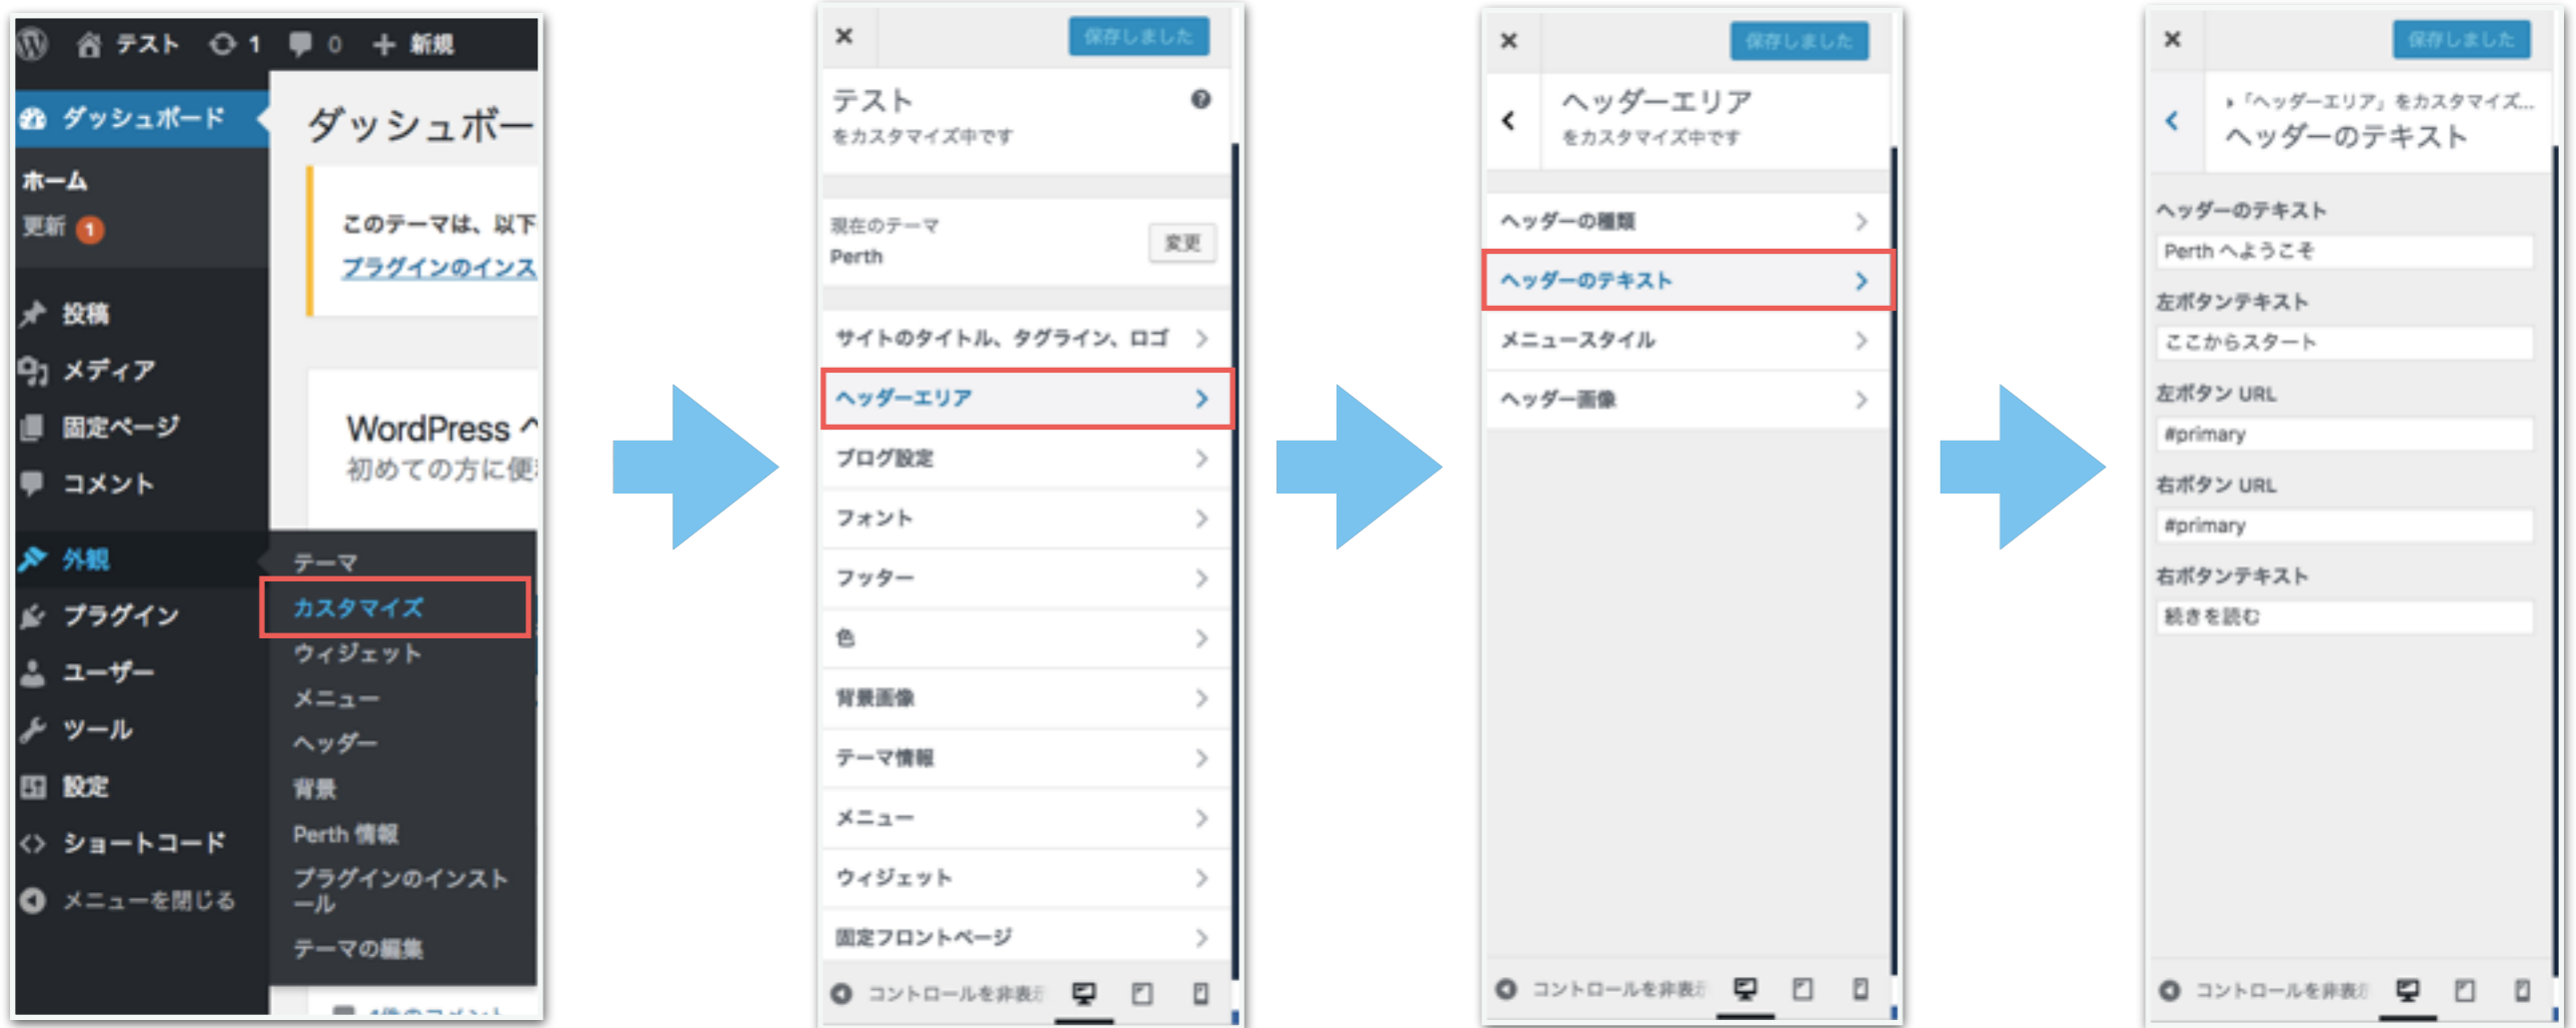 テスト 1 0 新規
ダッシュボード
ホーム
更新 1
投稿
メディア
固定ページ
コメント
外観
プラグイン
ユーザー
ツール
設定
ショートコード
メニューを閉じる
ダッシュボー
このテーマは、以下
プラグインのインス
WordPress へ
初めての方に便
テーマ
カスタマイズ
ウィジェット
メニュー
ヘッダー
背景
Perth 情報
プラグインのインスト
ール
テーマの編集
保存しました
テスト
をカスタマイズ中です
現在のテーマ
Perth
変更
サイトのタイトル、タグライン、ロゴ
ヘッダーエリア
ブログ設定
フォント
フッター
色
背景画像
テーマ情報
メニュー
ウィジェット
固定フロントページ
コントロールを非表示
保存しました
ヘッダーエリア
をカスタマイズ中です
ヘッダーの種類
ヘッダーのテキスト
メニュースタイル
ヘッダー画像
コントロールを非表示
保存しました
▸「ヘッダーエリア」をカスタマイズ...
ヘッダーのテキスト
ヘッダーのテキスト
Perth へようこそ
左ボタンテキスト
ここからスタート
左ボタン URL
#primary
右ボタン URL
#primary
右ボタンテキスト
続きを読む
コントロールを非表示